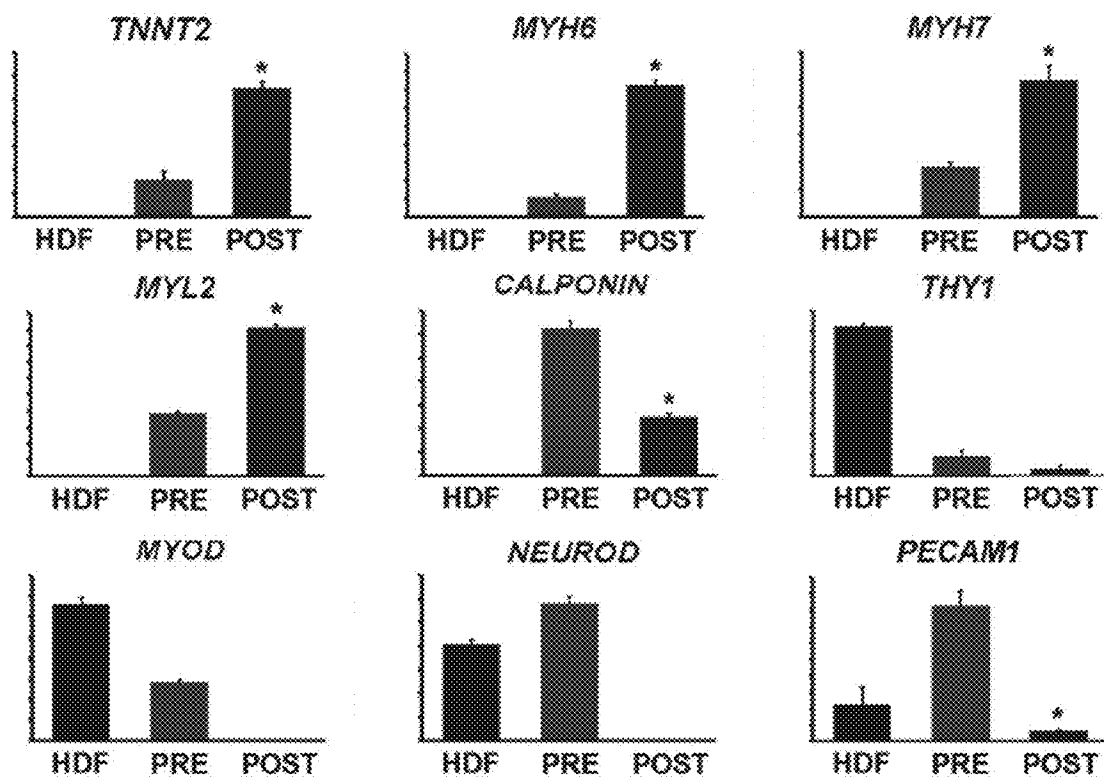 TNNT2 MYH6 MYH7
* * *
HDF PRE POST HDF PRE POST HDF PRE POST
MYL2 CALPONIN THY1
* *
HDF PRE POST HDF PRE POST HDF PRE POST
MYOD NEUROD PECAM1
*
HDF PRE POST HDF PRE POST HDF PRE POST